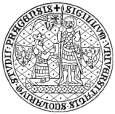 ✠ SIGILLVM · VNIVERSITATIS · SCOLARIVM · STVDII · PRAGENSIS